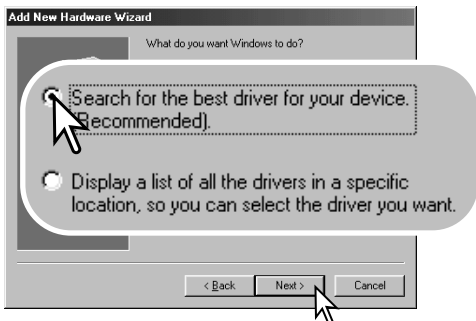 Add New Hardware Wizard
What do you want Windows to do?
Search for the best driver for your device.
(Recommended).
Display a list of all the drivers in a specific
location, so you can select the driver you want.
< Back
Next >
Cancel